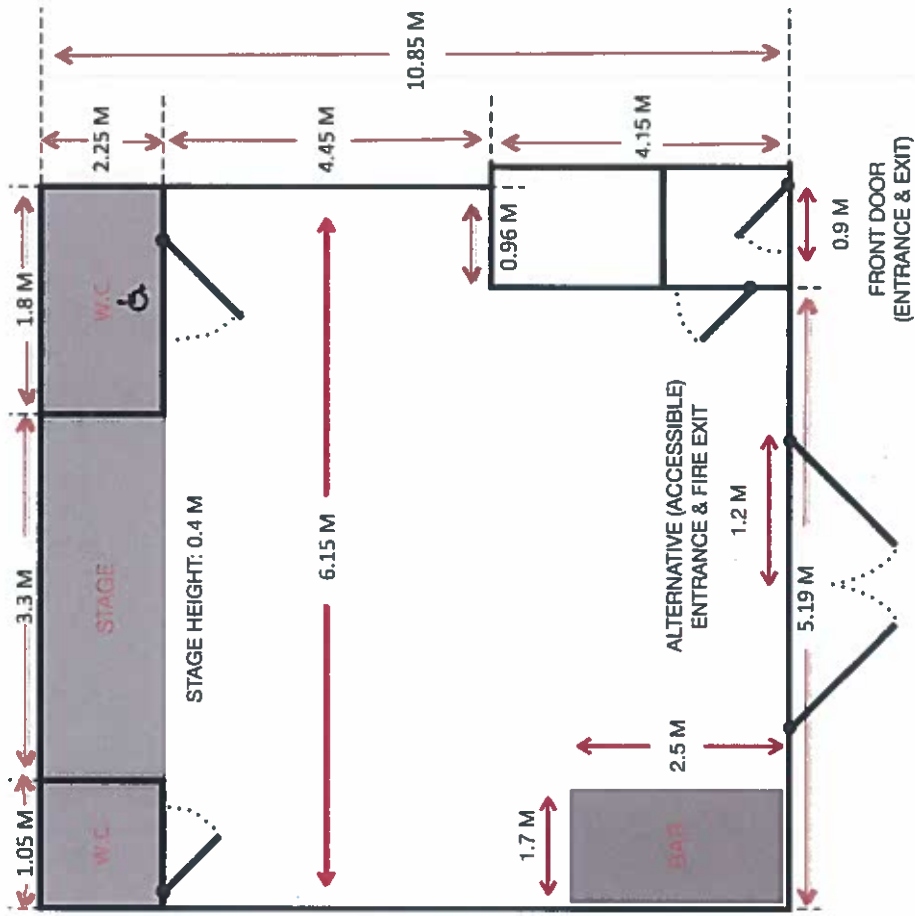 1.05 M
3.3 M
1.8 M
W.C.
STAGE
W.C.
2.25 M
10.85 M
STAGE HEIGHT: 0.4 M
4.45 M
6.15 M
0.96 M
4.15 M
ALTERNATIVE (ACCESSIBLE)
ENTRANCE & FIRE EXIT
1.2 M
2.5 M
1.7 M
BAR
5.19 M
0.9 M
FRONT DOOR
(ENTRANCE & EXIT)